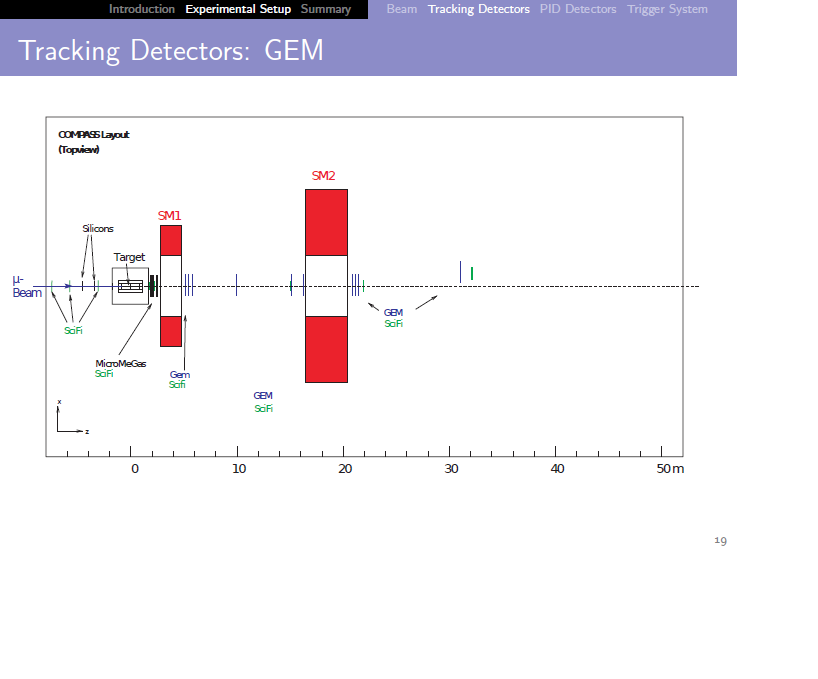 Introduction Experimental Setup Summary Beam Tracking Detectors PID Detectors Trigger System
Tracking Detectors: GEM
COMPASS Layout
(Topview)
SM2
SM1
Silicons
Target
μ-
Beam
GEM
SciFi
SciFi
MicroMeGas
SciFi
Gem
Scifi
GEM
SciFi
x
z
0 10 20 30 40 50 m
19